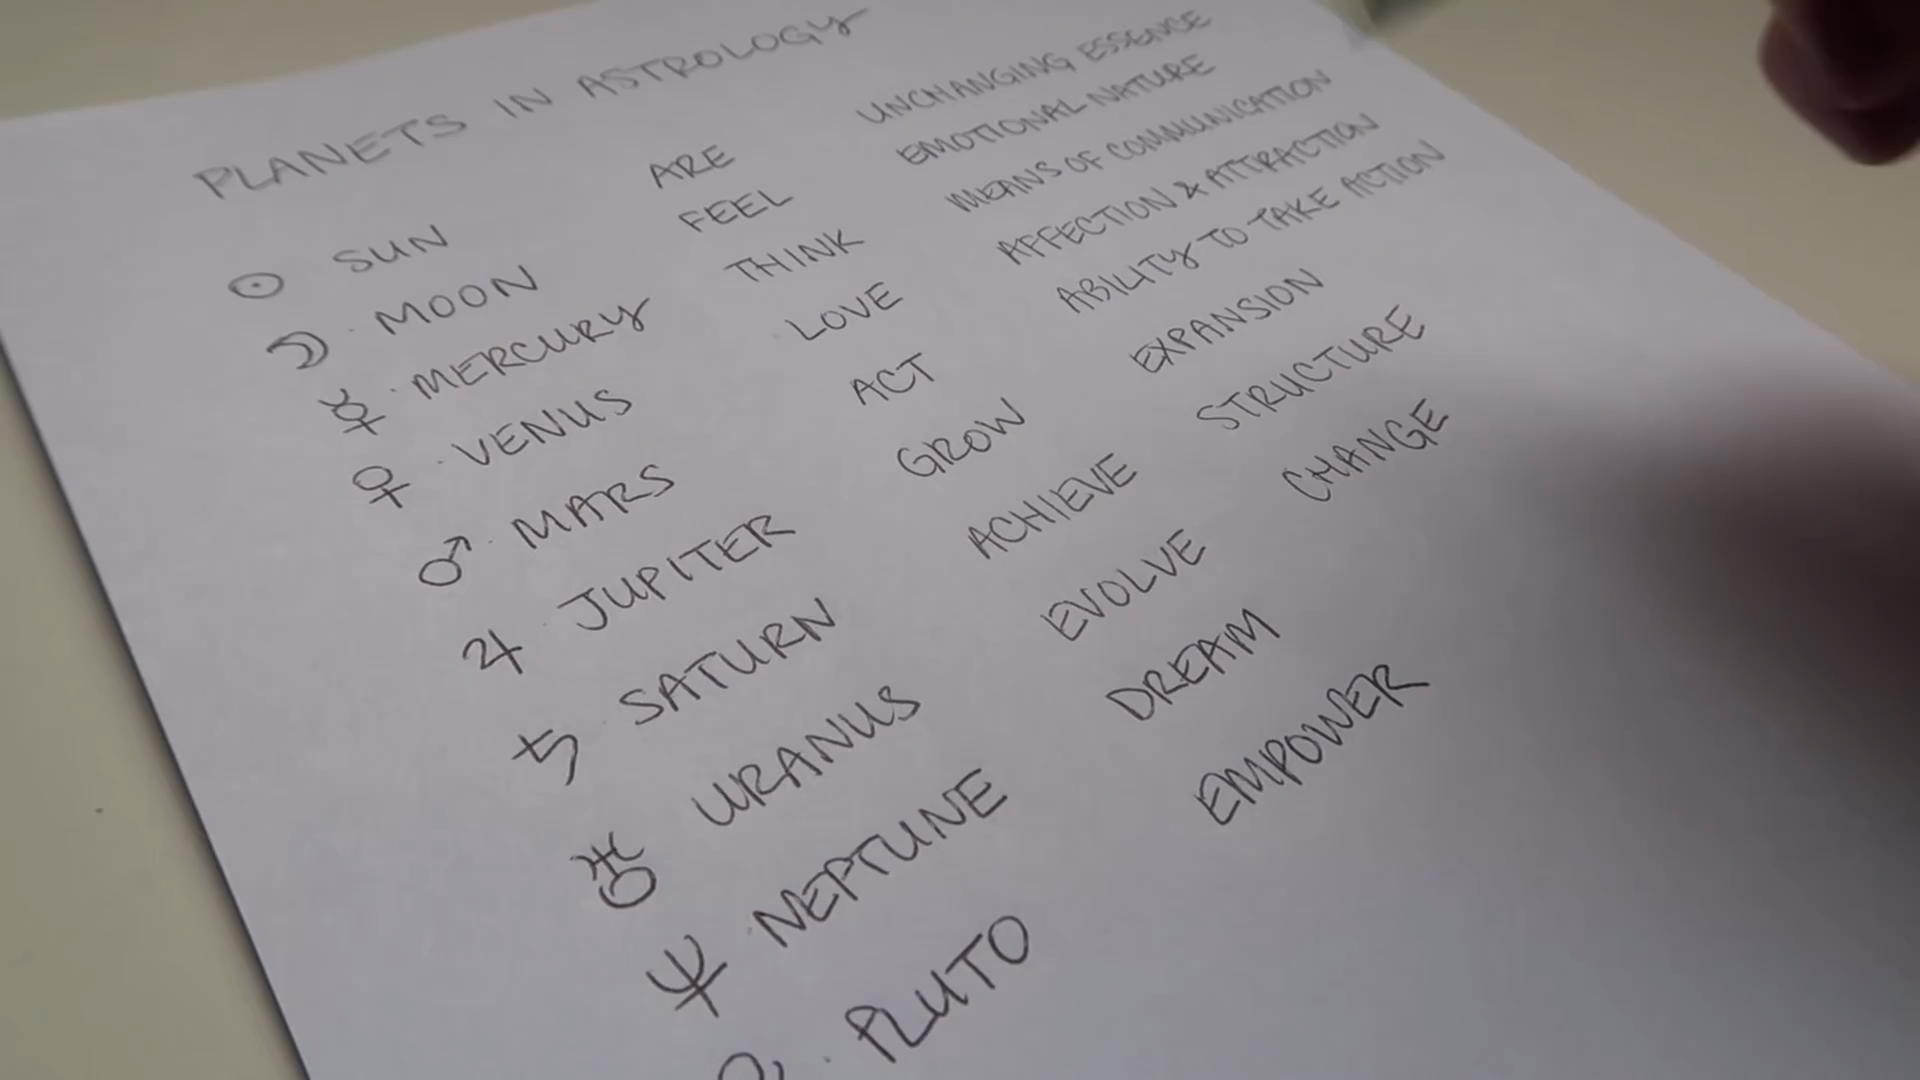 PLANETS IN ASTROLOGY
☉ SUN ARE UNCHANGING ESSENCE
☽ MOON FEEL EMOTIONAL NATURE
☿ MERCURY THINK MEANS OF COMMUNICATION
♀ VENUS LOVE AFFECTION & ATTRACTION
♂ MARS ACT ABILITY TO TAKE ACTION
♃ JUPITER GROW EXPANSION
♄ SATURN ACHIEVE STRUCTURE
♅ URANUS EVOLVE CHANGE
♆ NEPTUNE DREAM
PLUTO EMPOWER